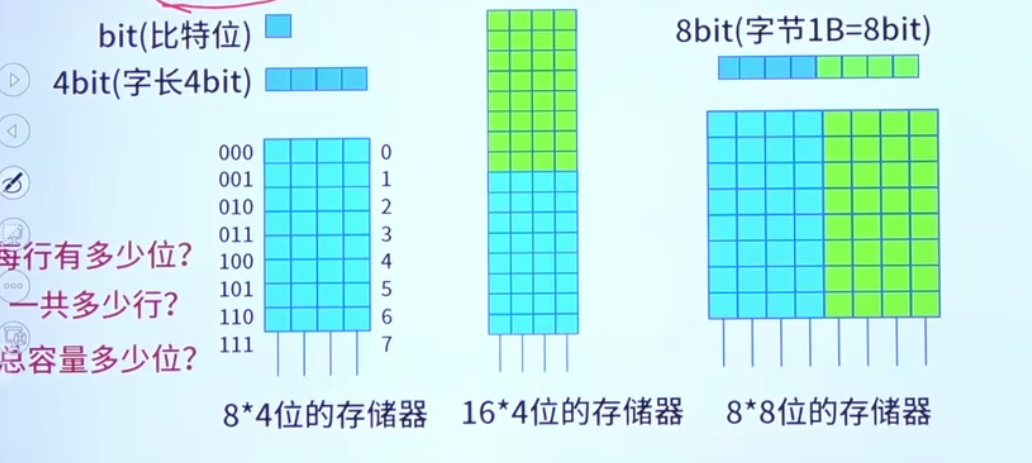 bit(比特位)
4bit(字长4bit)
8bit(字节1B=8bit)
000 0
001 1
010 2
011 3
100 4
101 5
110 6
111 7
每行有多少位?
一共多少行?
总容量多少位?
8*4位的存储器
16*4位的存储器
8*8位的存储器